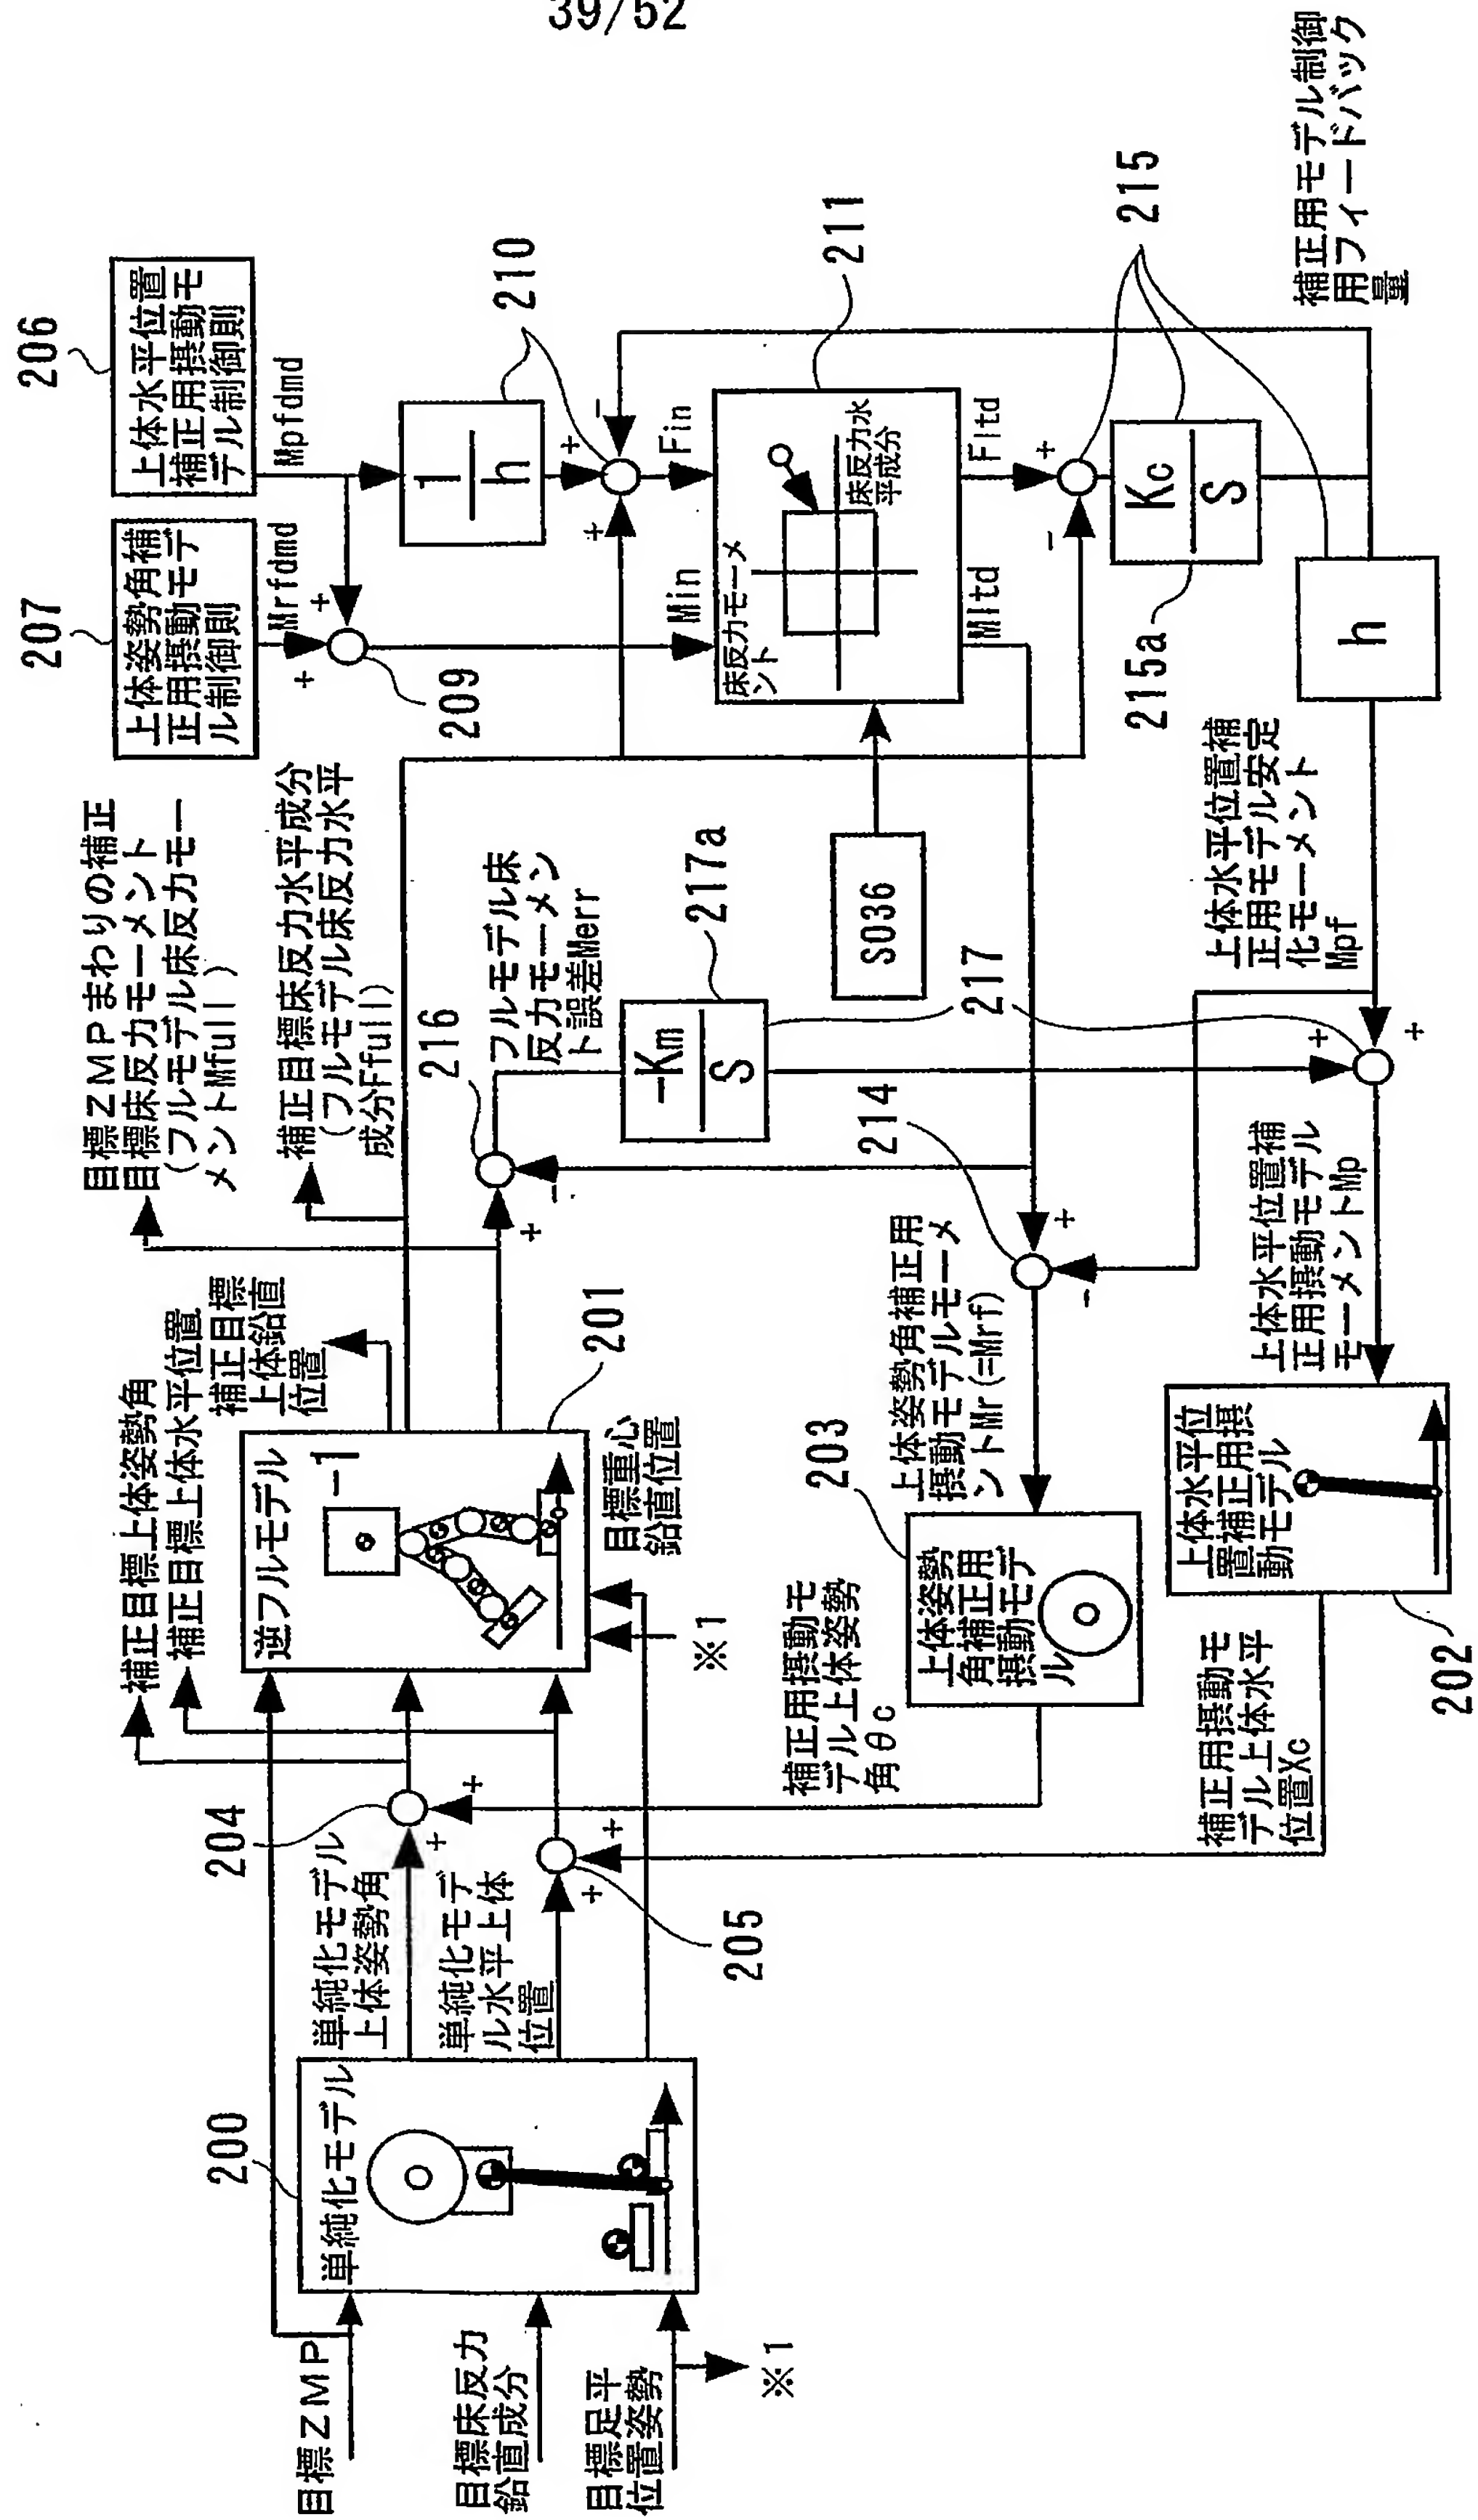 39/52
206
上体水平位置
補正用摂動モ
デル制御則
207
上体姿勢角補
正用摂動モデ
ル制御則
Mpfdmd
Mrfdmd
+
+
209
1
h
210
+
-
+
Fin
Min
211
床反力モーメ
ント
床反力水
平成分
Fltd
Mltd
+
-
215
Kc
S
215a
h
補正用モデル制御
用フィードバック
量
目標ZMPまわりの補正
目標床反力モーメント
(フルモデル床反力モー
メントMfull)
補正目標床反力水平成分
(フルモデル床反力水平
成分Ffull)
216
フルモデル床
反力モーメン
ト誤差Merr
+
-
217a
-Km
S
S036
217
214
+
-
上体水平位置補
正用モデル安定
化モーメント
Mpf
+
+
上体水平位置補
正用摂動モデル
モーメントMp
補正目標上体姿勢角
補正目標上体水平位置
補正目標
上体鉛直
位置
逆フルモデル
-1
201
目標重心
鉛直位置
※1
上体姿勢角補正用
摂動モデルモーメ
ントMr(=Mrf)
203
上体姿勢
角補正用
摂動モデ
ル
上体水平位
置補正用摂
動モデル
202
補正用摂動モ
デル上体姿勢
角θc
補正用摂動モ
デル上体水平
位置Xc
204
+
+
205
+
+
単純化モデル
上体姿勢角
単純化モデ
ル水平上体
位置
200
単純化モデル
目標ZMP
目標床反力
鉛直成分
目標足平
位置姿勢
※1